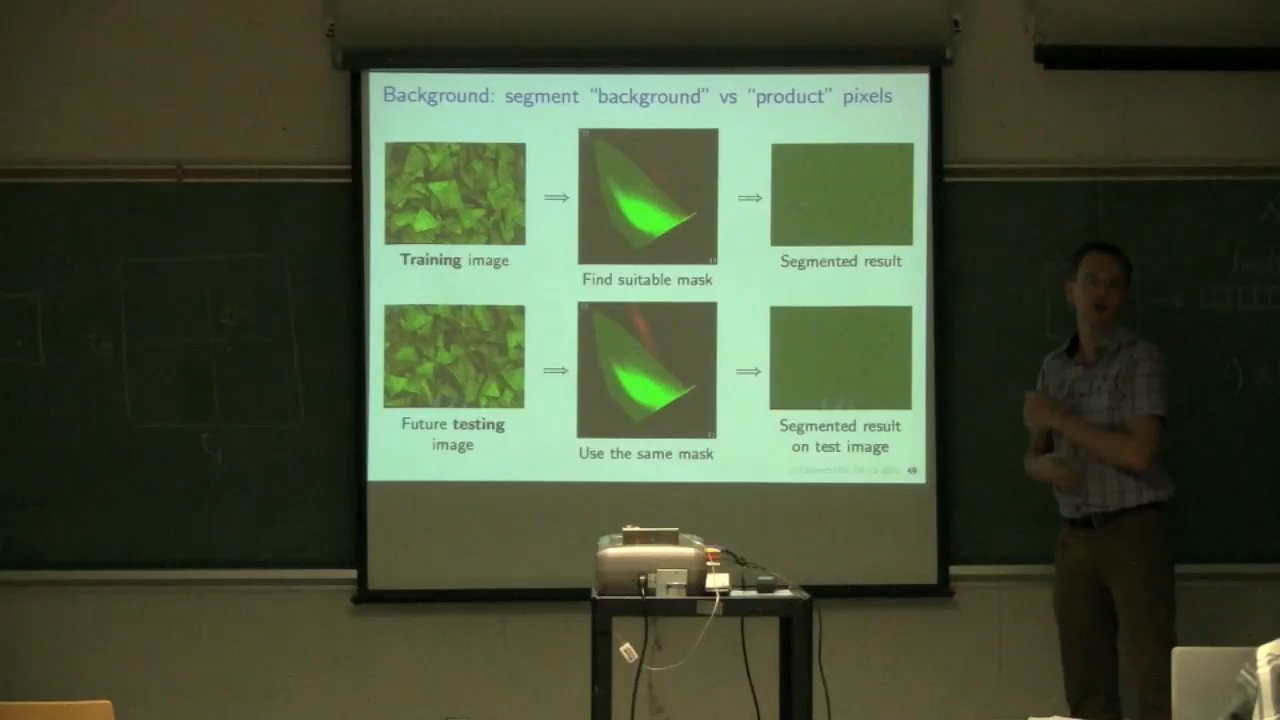 Background: segment “background” vs “product” pixels
⟹ ⟹
Training image
Find suitable mask
Segmented result
⟹ ⟹
Future testing
image
Use the same mask
Segmented result
on test image
49